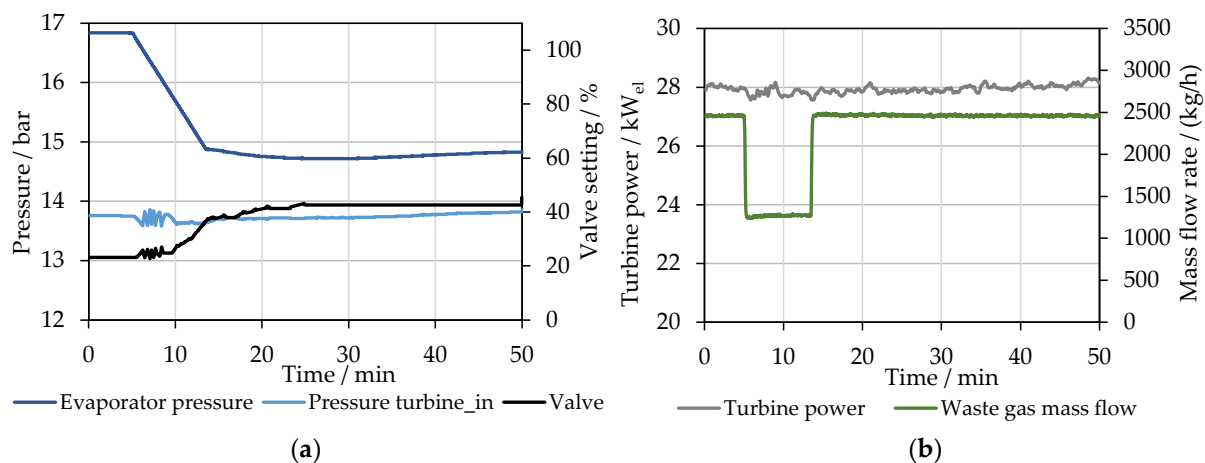 17
16
15
14
13
12
Pressure / bar
100
80
60
40
20
0
Valve setting / %
0 10 20 30 40 50
Time / min
Evaporator pressure Pressure turbine_in Valve
(a)
30
28
26
24
22
20
Turbine power / kWel
3500
3000
2500
2000
1500
1000
500
0
Mass flow rate / (kg/h)
0 10 20 30 40 50
Time / min
Turbine power Waste gas mass flow
(b)